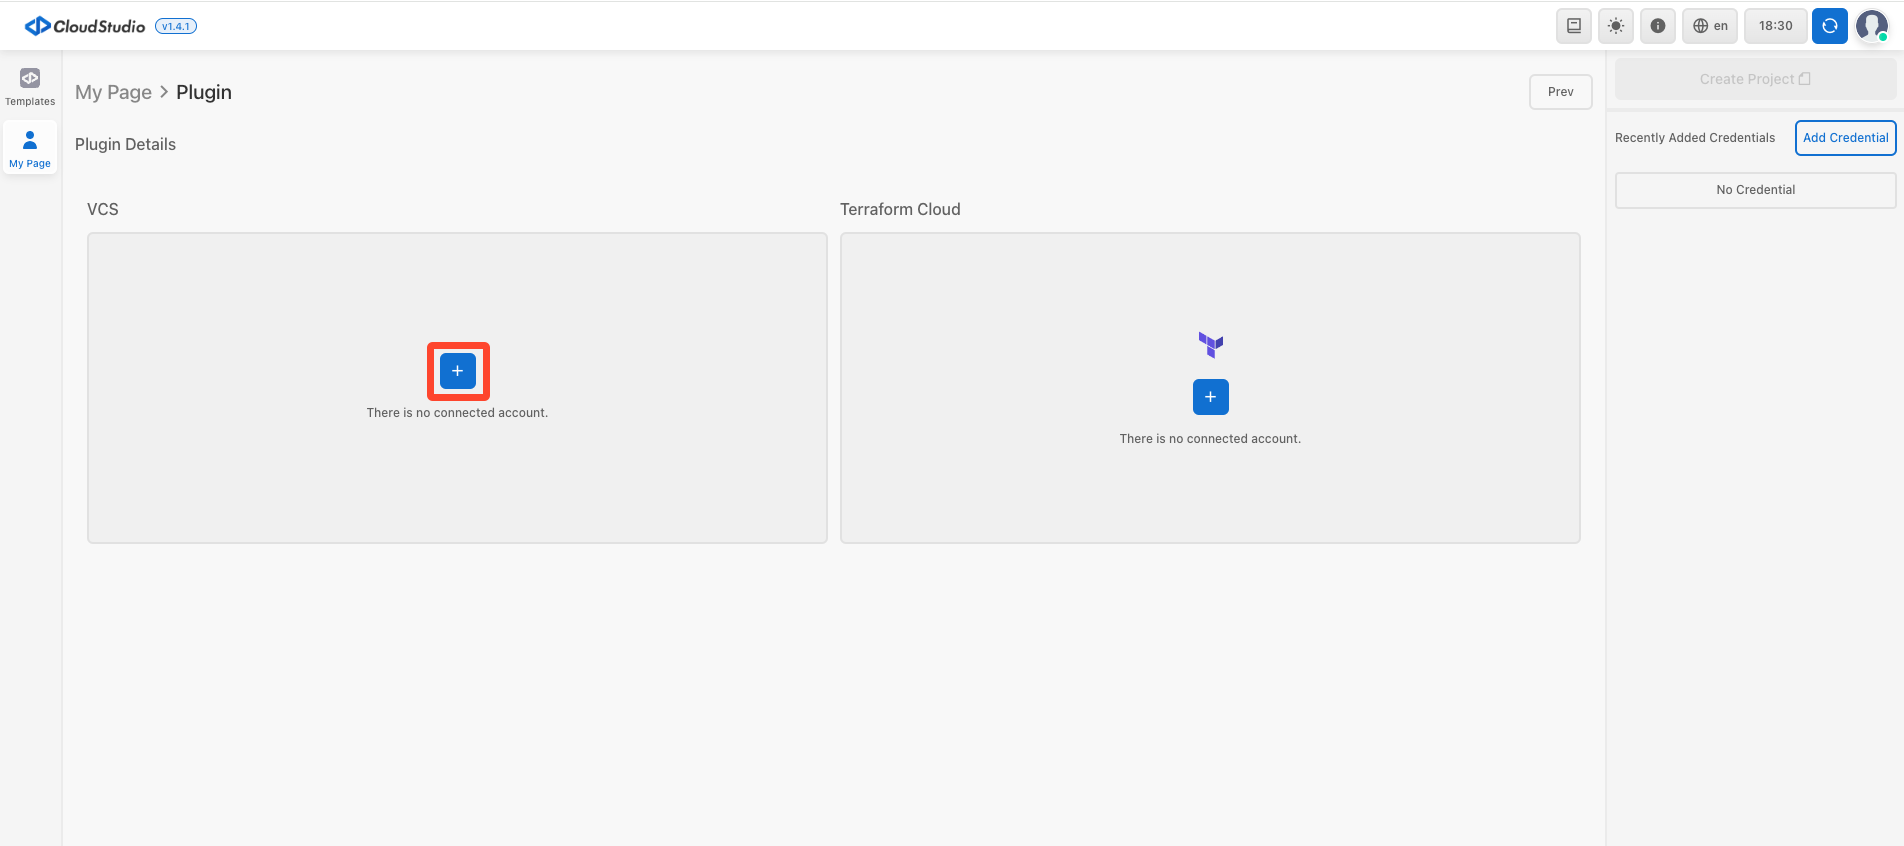 CloudStudio v1.4.1
en
18:30
Templates
My Page
My Page > Plugin
Prev
Plugin Details
VCS
There is no connected account.
Terraform Cloud
There is no connected account.
Create Project
Recently Added Credentials
Add Credential
No Credential